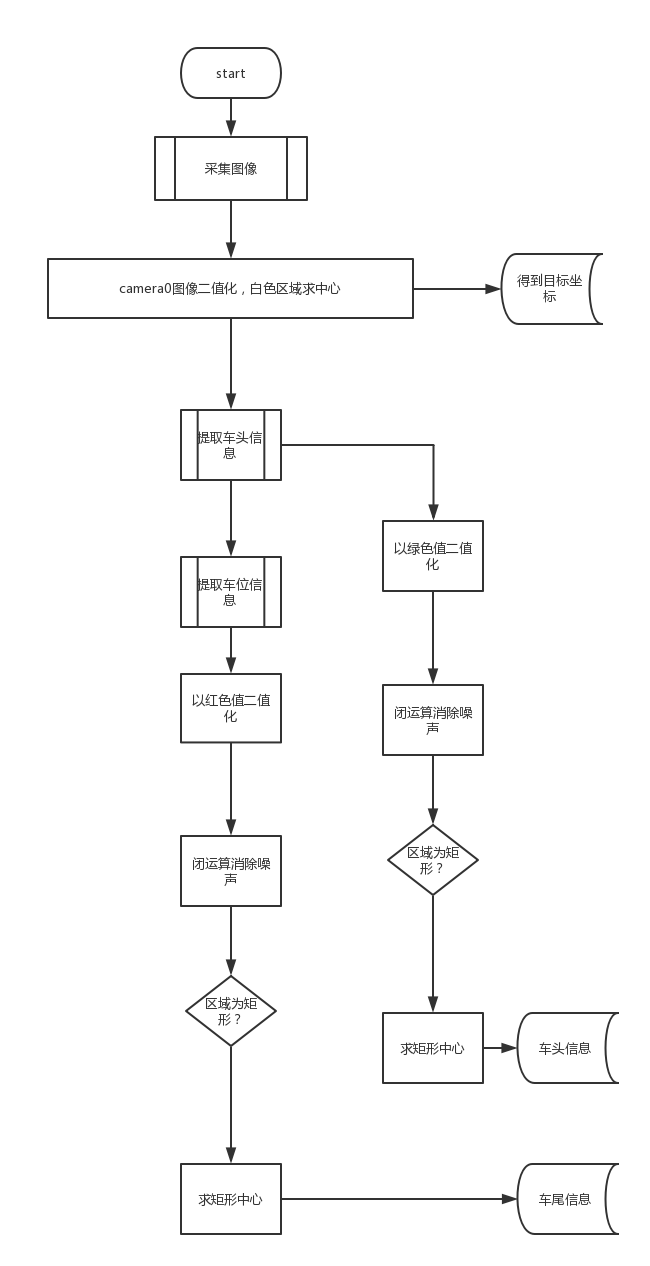 start
采集图像
camera0图像二值化，白色区域求中心
得到目标坐
标
提取车头信
息
以绿色值二值
化
提取车位信
息
以红色值二值
化
闭运算消除噪
声
区域为矩
形？
闭运算消除噪
声
区域为矩
形？
求矩形中心
车头信息
求矩形中心
车尾信息